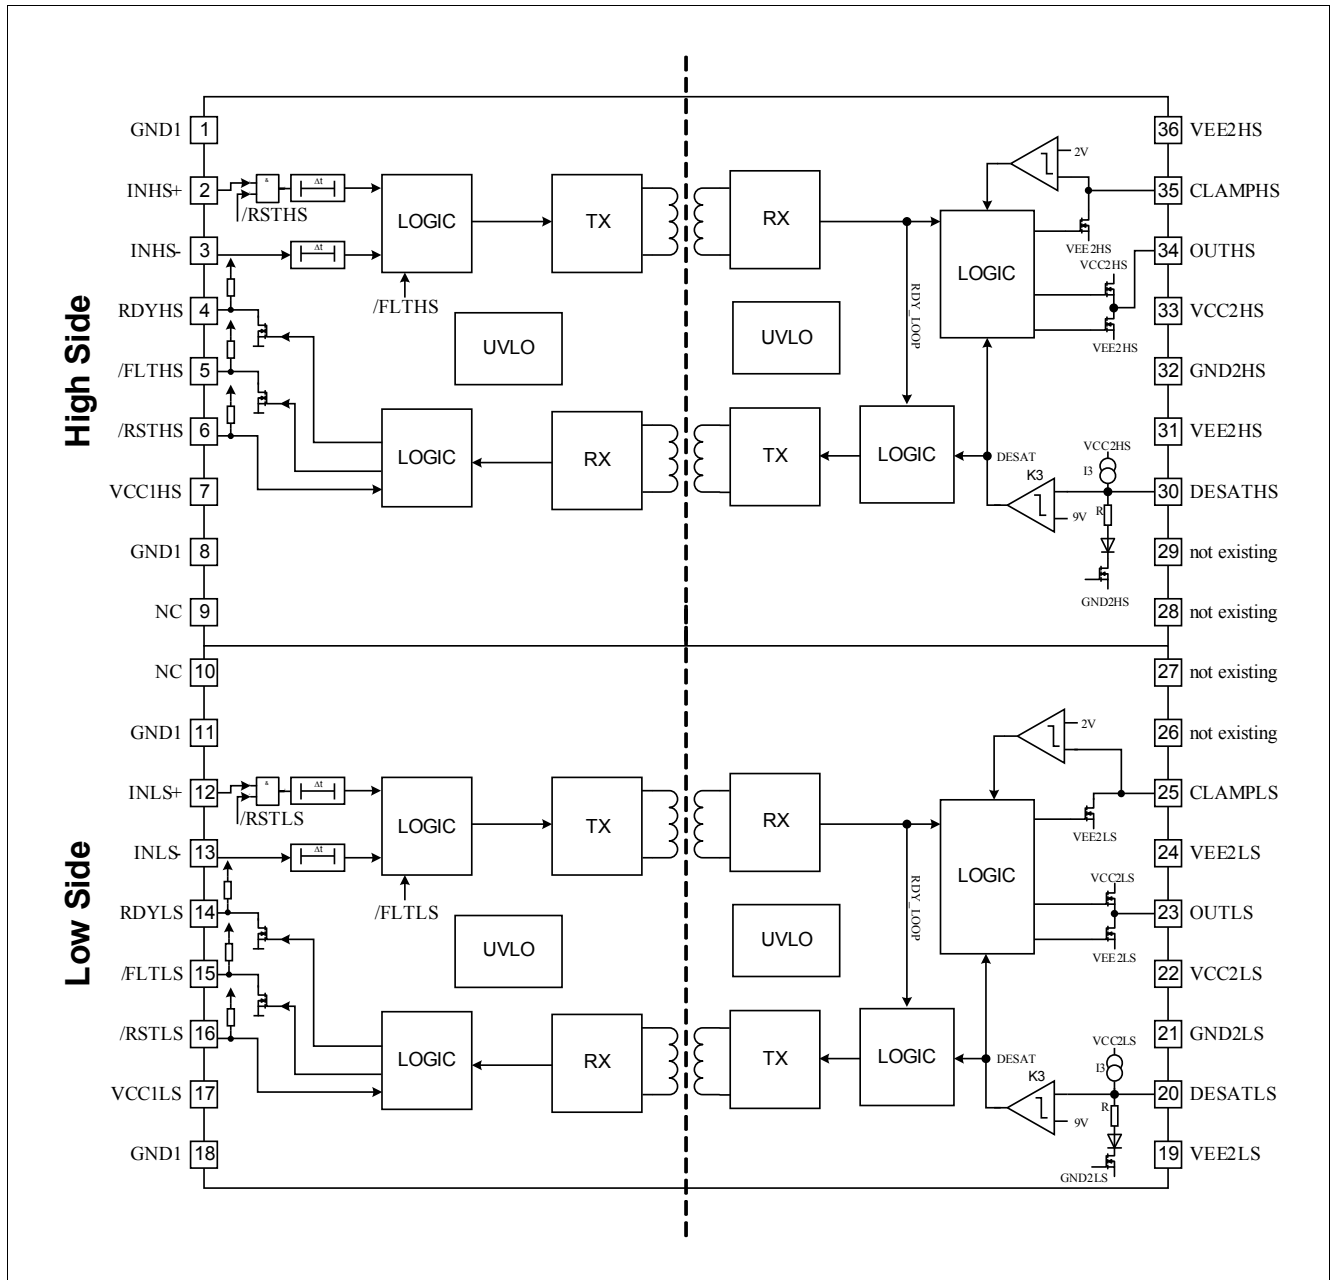 High Side
GND1 1
36 VEE2HS
2V
INHS+ 2
& Δt
35 CLAMPHS
/RSTHS
LOGIC TX RX
VEE2HS
INHS- 3
Δt
34 OUTHS
VCC2HS
LOGIC
RDYHS 4
/FLTHS
RDY_LOOP
33 VCC2HS
UVLO UVLO
VEE2HS
/FLTHS 5
32 GND2HS
/RSTHS 6
31 VEE2HS
LOGIC RX TX LOGIC
DESAT
VCC2HS
I3
K3
VCC1HS 7
30 DESATHS
R
9V
GND1 8
29 not existing
GND2HS
NC 9
28 not existing
Low Side
NC 10
27 not existing
GND1 11
26 not existing
2V
INLS+ 12
& Δt
25 CLAMPLS
/RSTLS
LOGIC TX RX
VEE2LS
INLS- 13
Δt
24 VEE2LS
LOGIC
VCC2LS
RDYLS 14
/FLTLS
RDY_LOOP
23 OUTLS
UVLO UVLO
VEE2LS
/FLTLS 15
22 VCC2LS
/RSTLS 16
21 GND2LS
LOGIC RX TX LOGIC
DESAT
VCC2LS
I3
K3
VCC1LS 17
20 DESATLS
R
9V
GND1 18
19 VEE2LS
GND2LS